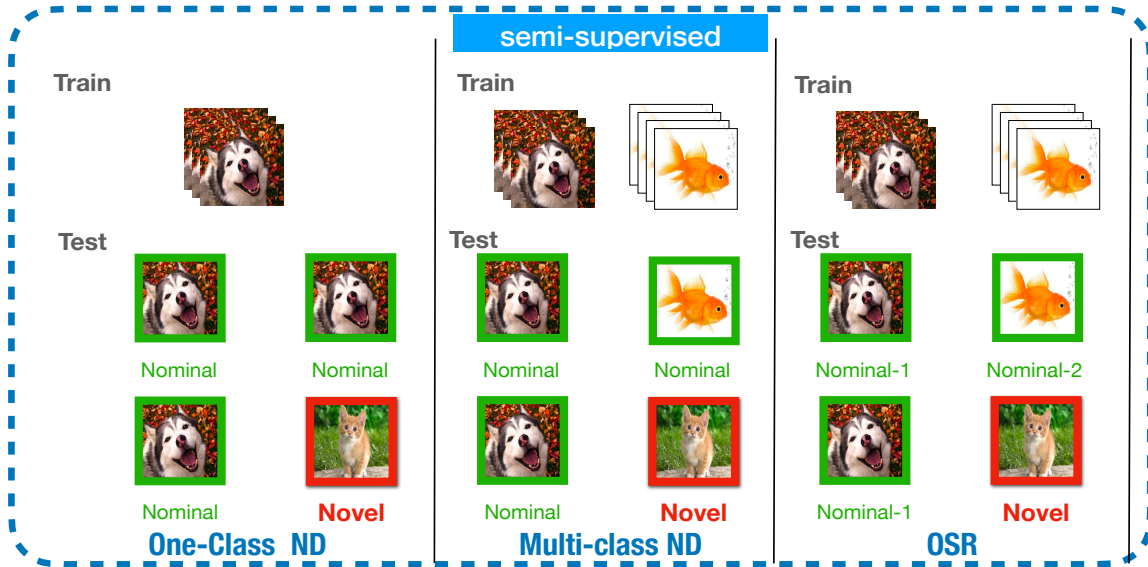 semi-supervised
Train
Test
Nominal
Nominal
Nominal
Novel
One-Class ND
Train
Test
Nominal
Nominal
Nominal
Novel
Multi-class ND
Train
Test
Nominal-1
Nominal-2
Nominal-1
Novel
OSR